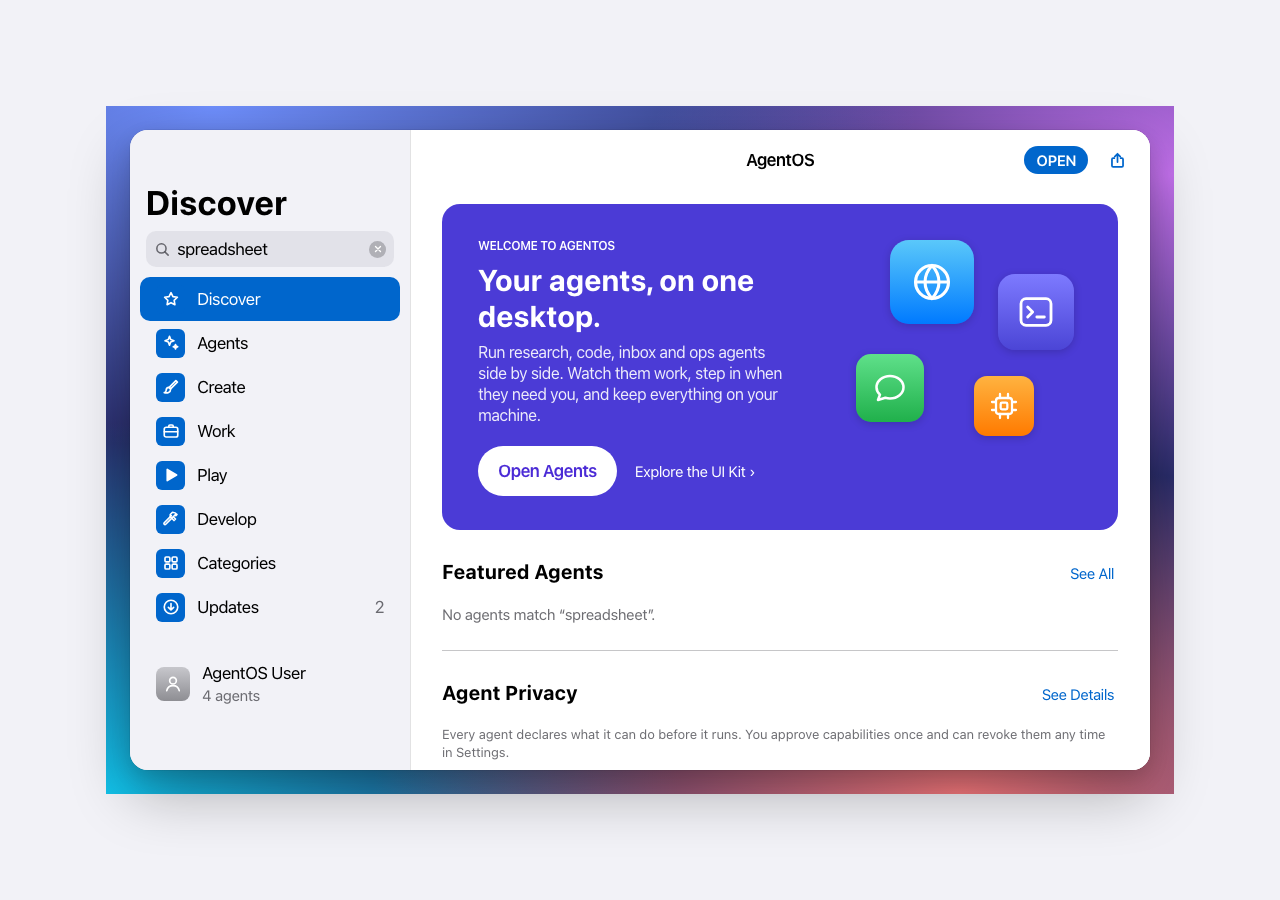 Discover
spreadsheet
Discover
Agents
Create
Work
Play
Develop
Categories
Updates 2
AgentOS User
4 agents
AgentOS
OPEN
WELCOME TO AGENTOS
Your agents, on one
desktop.
Run research, code, inbox and ops agents
side by side. Watch them work, step in when
they need you, and keep everything on your
machine.
Open Agents
Explore the UI Kit ›
Featured Agents
See All
No agents match “spreadsheet”.
Agent Privacy
See Details
Every agent declares what it can do before it runs. You approve capabilities once and can revoke them any time
in Settings.